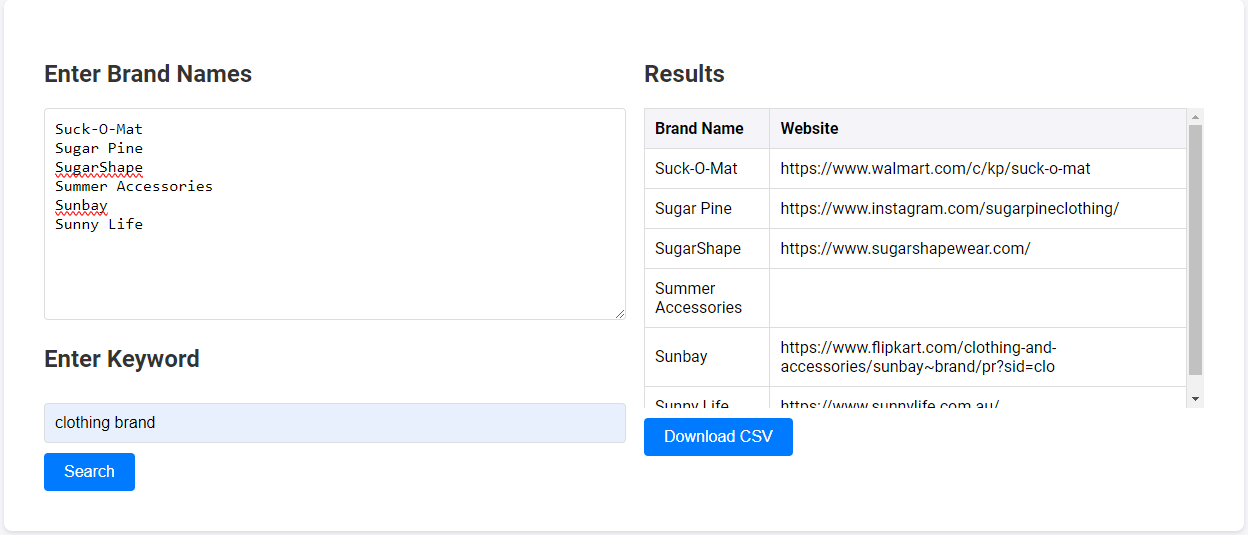 Enter Brand Names
Suck-O-Mat
Sugar Pine
SugarShape
Summer Accessories
Sunbay
Sunny Life
Enter Keyword
clothing brand
Search
Results
Brand Name Website
Suck-O-Mat https://www.walmart.com/c/kp/suck-o-mat
Sugar Pine https://www.instagram.com/sugarpineclothing/
SugarShape https://www.sugarshapewear.com/
Summer
Accessories
Sunbay https://www.flipkart.com/clothing-and-
accessories/sunbay~brand/pr?sid=clo
Sunny Life https://www.sunnylife.com.au/
Download CSV